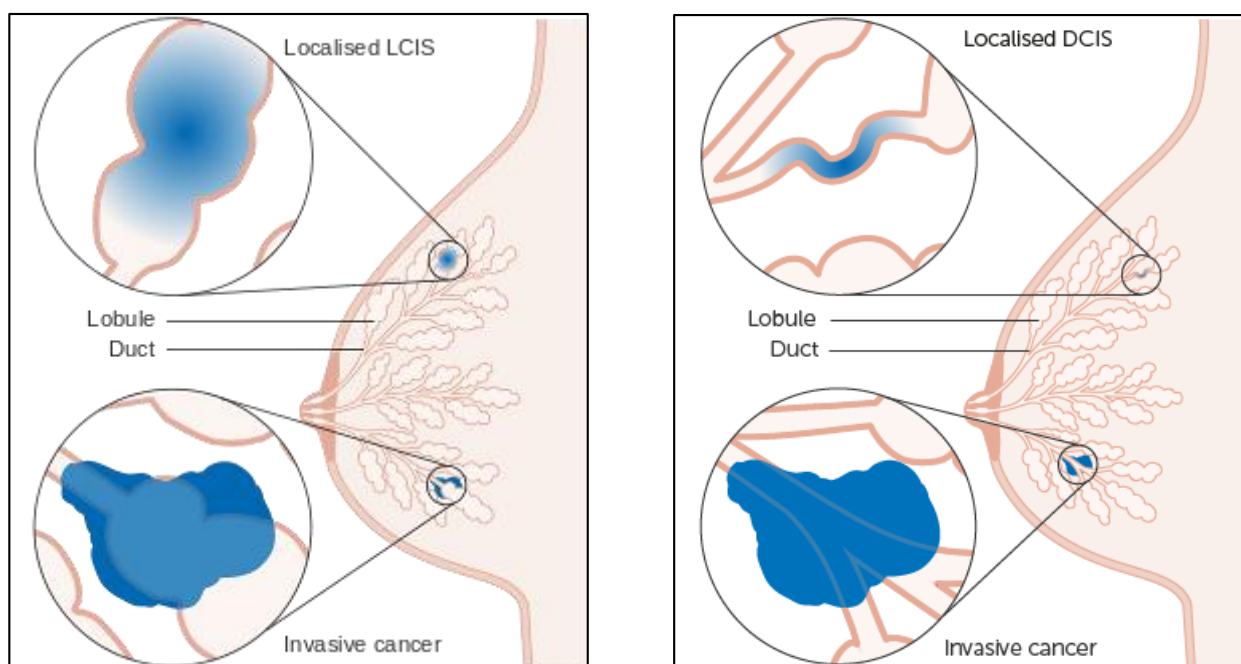 Localised LCIS
Lobule
Duct
Invasive cancer
Localised DCIS
Lobule
Duct
Invasive cancer